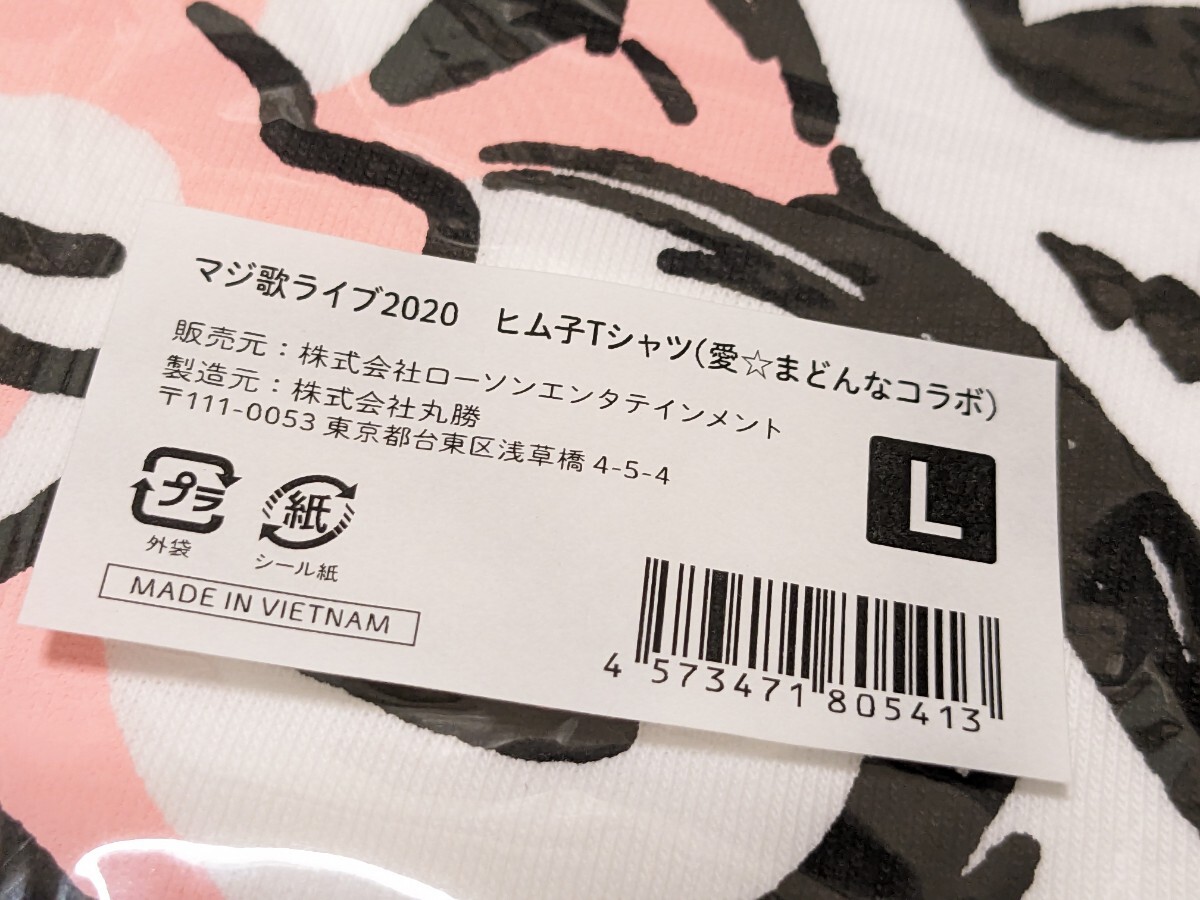 マジ歌ライブ2020　ヒム子Tシャツ(愛☆まどんなコラボ)
販売元：株式会社ローソンエンタテインメント
製造元：株式会社丸勝
〒111-0053 東京都台東区浅草橋 4-5-4
L
プラ
紙
外袋
シール紙
MADE IN VIETNAM
4 573471 805413